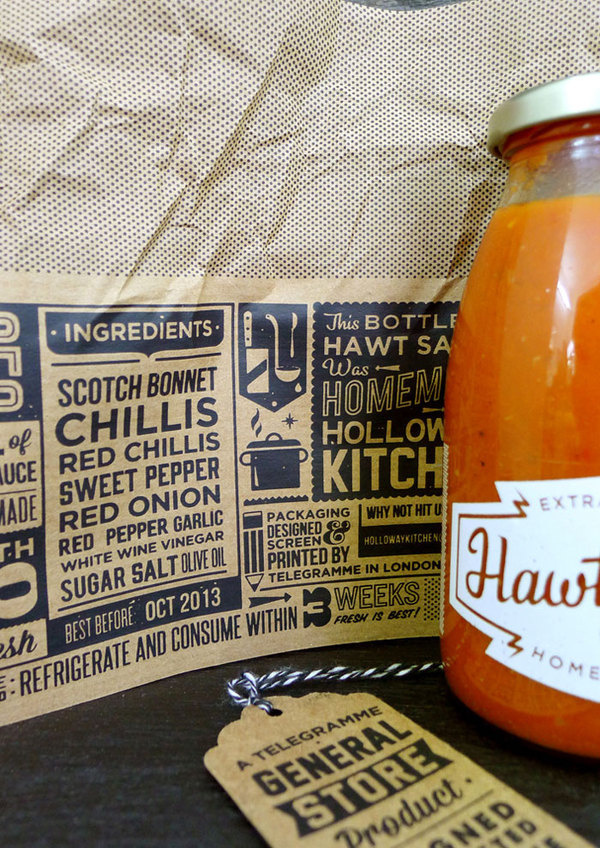 of
SAUCE
MADE
INGREDIENTS
SCOTCH BONNET
CHILLIS
RED CHILLIS
SWEET PEPPER
RED ONION
RED PEPPER GARLIC
WHITE WINE VINEGAR
SUGAR SALT OLIVE OIL
BEST BEFORE OCT 2013
: REFRIGERATE AND CONSUME WITHIN
3 WEEKS
FRESH IS BEST!
This BOTTLE
HAWT SA
Was
HOMEM
HOLLOW
KITCH
PACKAGING
DESIGNED &
SCREEN
PRINTED BY
TELEGRAMME IN LONDON
WHY NOT HIT U
HOLLOWAYKITCHEN
EXTRA
Hawt
HOME
A TELEGRAMME
GENERAL
STORE
Product